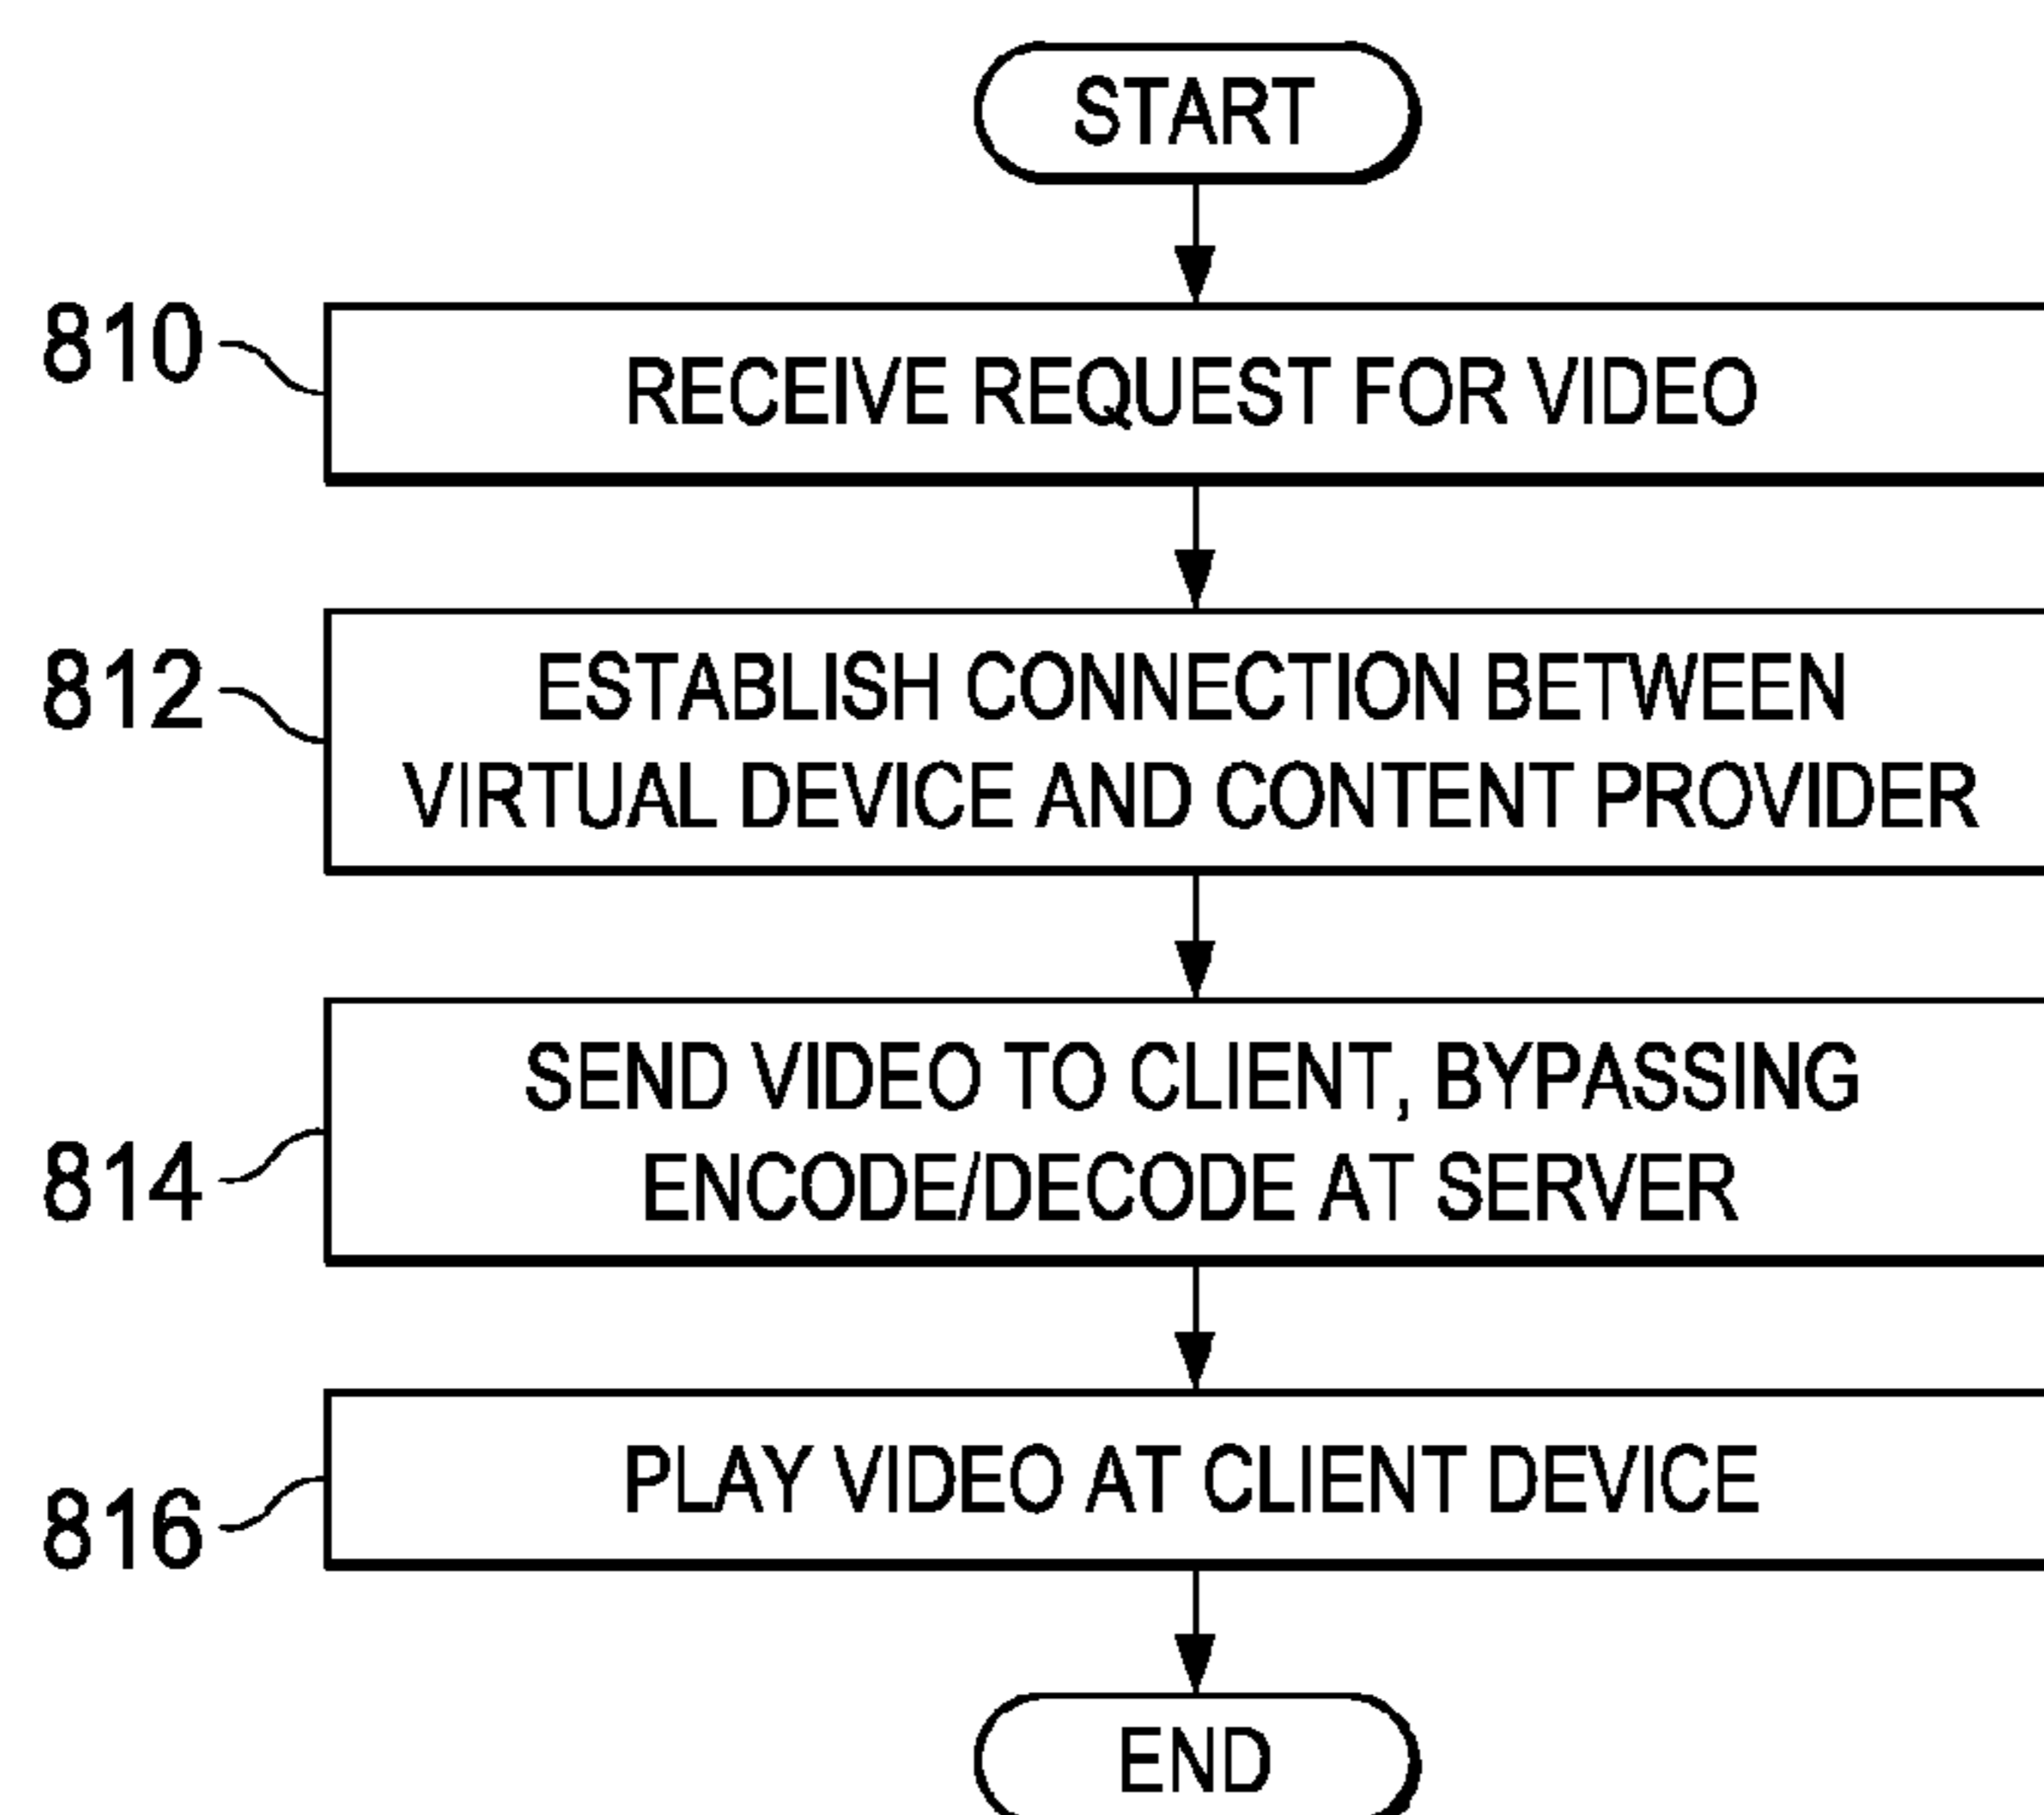 START
810
RECEIVE REQUEST FOR VIDEO
812
ESTABLISH CONNECTION BETWEEN
VIRTUAL DEVICE AND CONTENT PROVIDER
814
SEND VIDEO TO CLIENT, BYPASSING
ENCODE/DECODE AT SERVER
816
PLAY VIDEO AT CLIENT DEVICE
END